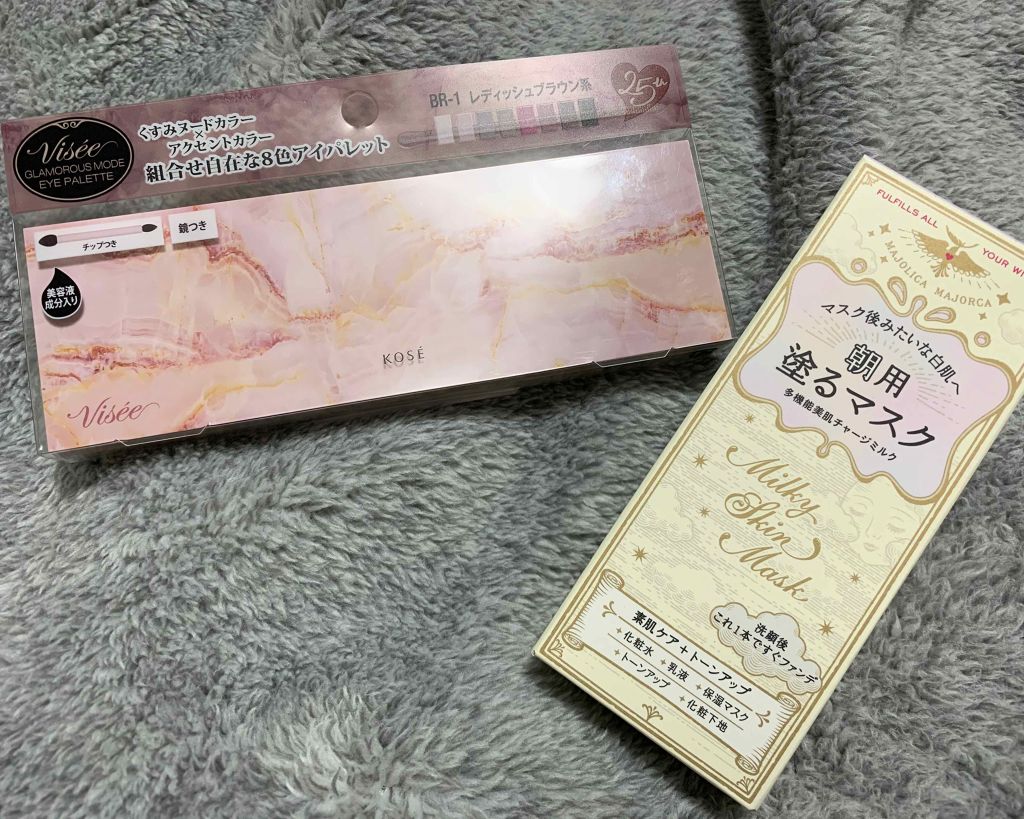 Visée
GLAMOROUS MODE
EYE PALETTE
くすみヌードカラー
×
アクセントカラー
組合せ自在な8色アイパレット
BR-1 レディッシュブラウン系
25th
チップつき
鏡つき
美容液
成分入り
KOSÉ
Visée
FULFILLS ALL YOUR WI
MAJOLICA MAJORCA
マスク後みたいな白肌へ
朝用
塗るマスク
多機能美肌チャージミルク
Milky
Skin
Mask
洗顔後
これ1本ですぐファンデ
素肌ケア+トーンアップ
+化粧水 +乳液 +保湿マスク
+トーンアップ +化粧下地